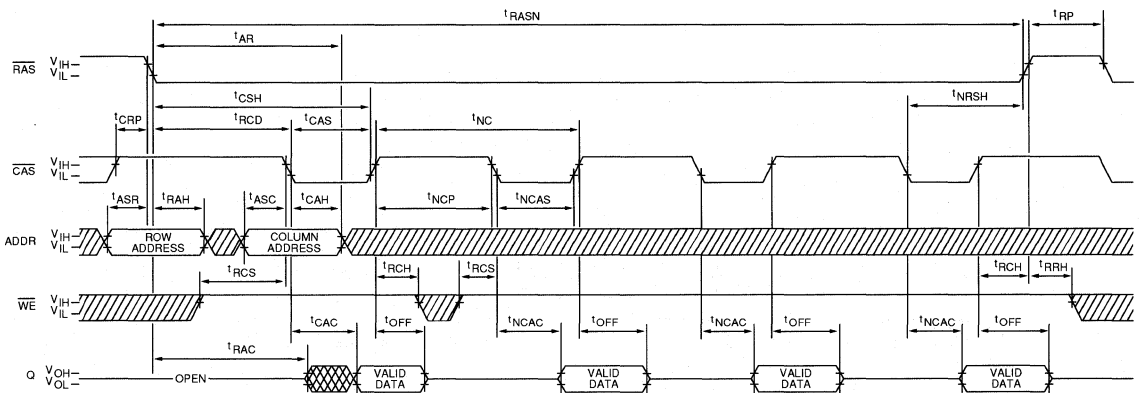 tRASN
tRP
tAR
RAS VIH
VIL
tCSH
tNRSH
tCRP
tRCD
tCAS
tNC
CAS VIH
VIL
tASR
tRAH
tASC
tCAH
tNCP
tNCAS
ADDR VIH
VIL
ROW
ADDRESS
COLUMN
ADDRESS
tRCS
tRCH
tRCS
tRCH
tRRH
WE VIH
VIL
tCAC
tOFF
tNCAC
tOFF
tNCAC
tOFF
tNCAC
tOFF
tRAC
Q VOH
VOL
OPEN
VALID
DATA
VALID
DATA
VALID
DATA
VALID
DATA